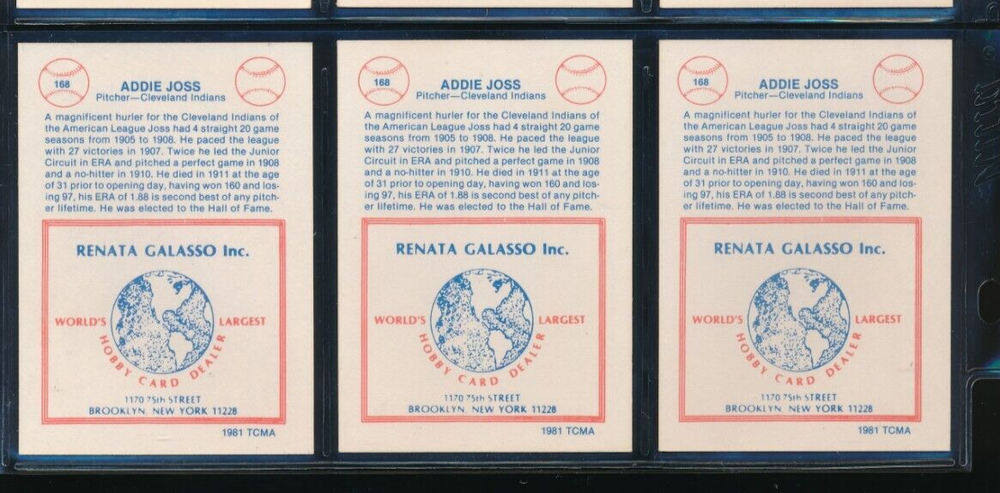 168
ADDIE JOSS
Pitcher—Cleveland Indians
A magnificent hurler for the Cleveland Indians of
the American League Joss had 4 straight 20 game
seasons from 1905 to 1908. He paced the league
with 27 victories in 1907. Twice he led the Junior
Circuit in ERA and pitched a perfect game in 1908
and a no-hitter in 1910. He died in 1911 at the age
of 31 prior to opening day, having won 160 and los-
ing 97, his ERA of 1.88 is second best of any pitch-
er lifetime. He was elected to the Hall of Fame.
RENATA GALASSO Inc.
WORLD'S LARGEST
HOBBY CARD DEALER
1170 75th STREET
BROOKLYN, NEW YORK 11228
1981 TCMA
168
ADDIE JOSS
Pitcher—Cleveland Indians
A magnificent hurler for the Cleveland Indians of
the American League Joss had 4 straight 20 game
seasons from 1905 to 1908. He paced the league
with 27 victories in 1907. Twice he led the Junior
Circuit in ERA and pitched a perfect game in 1908
and a no-hitter in 1910. He died in 1911 at the age
of 31 prior to opening day, having won 160 and los-
ing 97, his ERA of 1.88 is second best of any pitch-
er lifetime. He was elected to the Hall of Fame.
RENATA GALASSO Inc.
WORLD'S LARGEST
HOBBY CARD DEALER
1170 75th STREET
BROOKLYN, NEW YORK 11228
1981 TCMA
168
ADDIE JOSS
Pitcher—Cleveland Indians
A magnificent hurler for the Cleveland Indians of
the American League Joss had 4 straight 20 game
seasons from 1905 to 1908. He paced the league
with 27 victories in 1907. Twice he led the Junior
Circuit in ERA and pitched a perfect game in 1908
and a no-hitter in 1910. He died in 1911 at the age
of 31 prior to opening day, having won 160 and los-
ing 97, his ERA of 1.88 is second best of any pitch-
er lifetime. He was elected to the Hall of Fame.
RENATA GALASSO Inc.
WORLD'S LARGEST
HOBBY CARD DEALER
1170 75th STREET
BROOKLYN, NEW YORK 11228
1981 TCMA